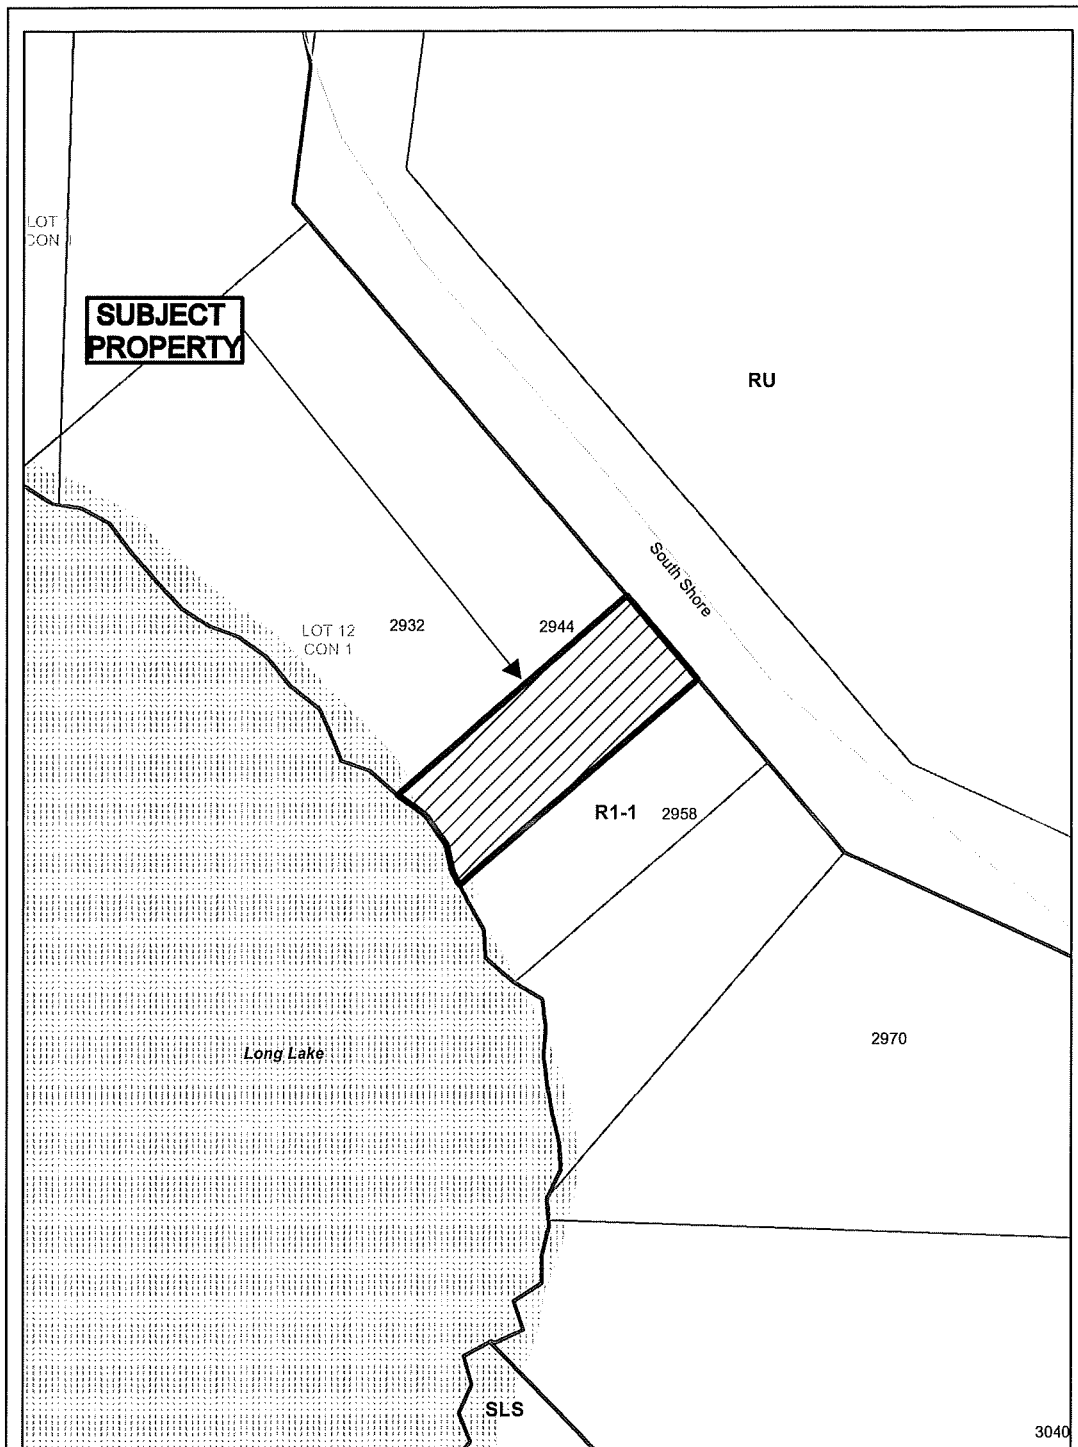 LOT
CON 1
SUBJECT
PROPERTY
RU
South Shore
LOT 12
CON 1
2932
2944
R1-1
2958
2970
Long Lake
SLS
3040